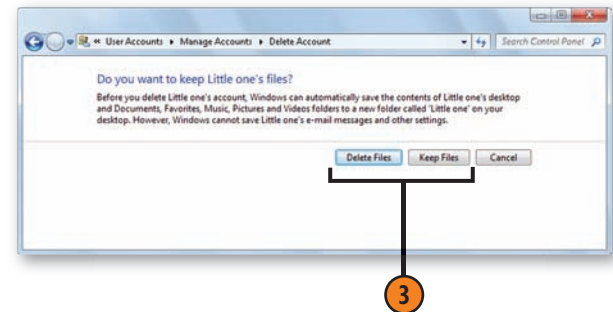 « User Accounts ▸ Manage Accounts ▸ Delete Account
Search Control Panel
Do you want to keep Little one's files?
Before you delete Little one's account, Windows can automatically save the contents of Little one's desktop
and Documents, Favorites, Music, Pictures and Videos folders to a new folder called 'Little one' on your
desktop. However, Windows cannot save Little one's e-mail messages and other settings.
Delete Files Keep Files Cancel
3